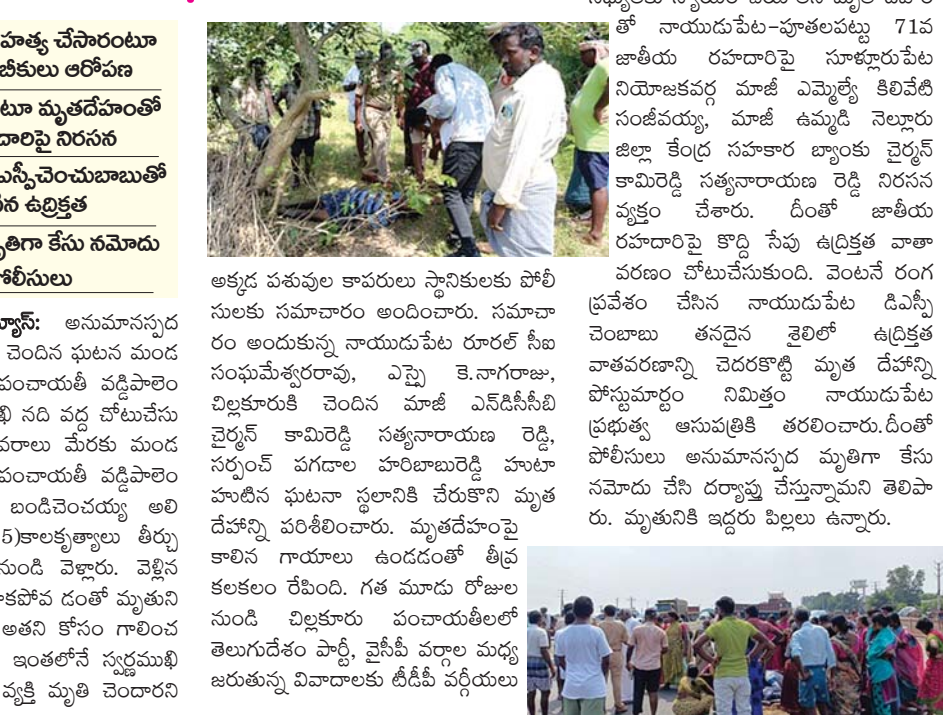 హత్య చేసారంటూ
బీకులు ఆరోపణ
టూ మృతదేహంతో
దారిపై నిరసన
ఎస్పీచెంచుబాబుతో
న ఉద్రిక్తత
తిగా కేసు నమోదు
పోలీసులు
న్యూస్: అనుమానస్పద
చెందిన ఘటన మండ
పంచాయతీ వడ్డిపాలెం
ఖి నది వద్ద చోటుచేసు
వరాలు మేరకు మండ
పంచాయతీ వడ్డిపాలెం
బండిచెంచయ్య అలి
5)కాలకృత్యాలు తీర్చు
నుండి వెళ్లారు. వెళ్లిన
కపోవ డంతో మృతుని
అతని కోసం గాలించ
ఇంతలోనే స్వర్ణముఖి
వ్యక్తి మృతి చెందారని
అక్కడ పశువుల కాపరులు స్థానికులకు పోలీ
సులకు సమాచారం అందించారు. సమాచా
రం అందుకున్న నాయుడుపేట రూరల్ సీఐ
సంఘమేశ్వరరావు, ఎస్సై కె.నాగరాజు,
చిల్లకూరుకి చెందిన మాజీ ఎన్‌డిసీసీబి
చైర్మన్ కామిరెడ్డి సత్యనారాయణ రెడ్డి,
సర్పంచ్ పగడాల హరిబాబురెడ్డి హుటా
హుటిన ఘటనా స్థలానికి చేరుకొని మృత
దేహాన్ని పరిశీలించారు. మృతదేహంపై
కాలిన గాయాలు ఉండడంతో తీవ్ర
కలకలం రేపింది. గత మూడు రోజుల
నుండి చిల్లకూరు పంచాయతీలలో
తెలుగుదేశం పార్టీ, వైసీపీ వర్గాల మధ్య
జరుతున్న వివాదాలకు టీడీపీ వర్గీయలు
తో నాయుడుపేట-పూతలపట్టు 71వ
జాతీయ రహదారిపై సూళ్లూరుపేట
నియోజకవర్గ మాజీ ఎమ్మెల్యే కిలివేటి
సంజీవయ్య, మాజీ ఉమ్మడి నెల్లూరు
జిల్లా కేంద్ర సహకార బ్యాంకు చైర్మన్
కామిరెడ్డి సత్యనారాయణ రెడ్డి నిరసన
వ్యక్తం చేశారు. దీంతో జాతీయ
రహదారిపై కొద్ది సేపు ఉద్రిక్తత వాతా
వరణం చోటుచేసుకుంది. వెంటనే రంగ
ప్రవేశం చేసిన నాయుడుపేట డిఎస్పీ
చెంబాబు తనదైన శైలిలో ఉద్రిక్తత
వాతవరణాన్ని చెదరకొట్టి మృత దేహాన్ని
పోస్టుమార్టం నిమిత్తం నాయుడుపేట
ప్రభుత్వ ఆసుపత్రికి తరలించారు.దీంతో
పోలీసులు అనుమానస్పద మృతిగా కేసు
నమోదు చేసి దర్యాప్తు చేస్తున్నామని తెలిపా
రు. మృతునికి ఇద్దరు పిల్లలు ఉన్నారు.